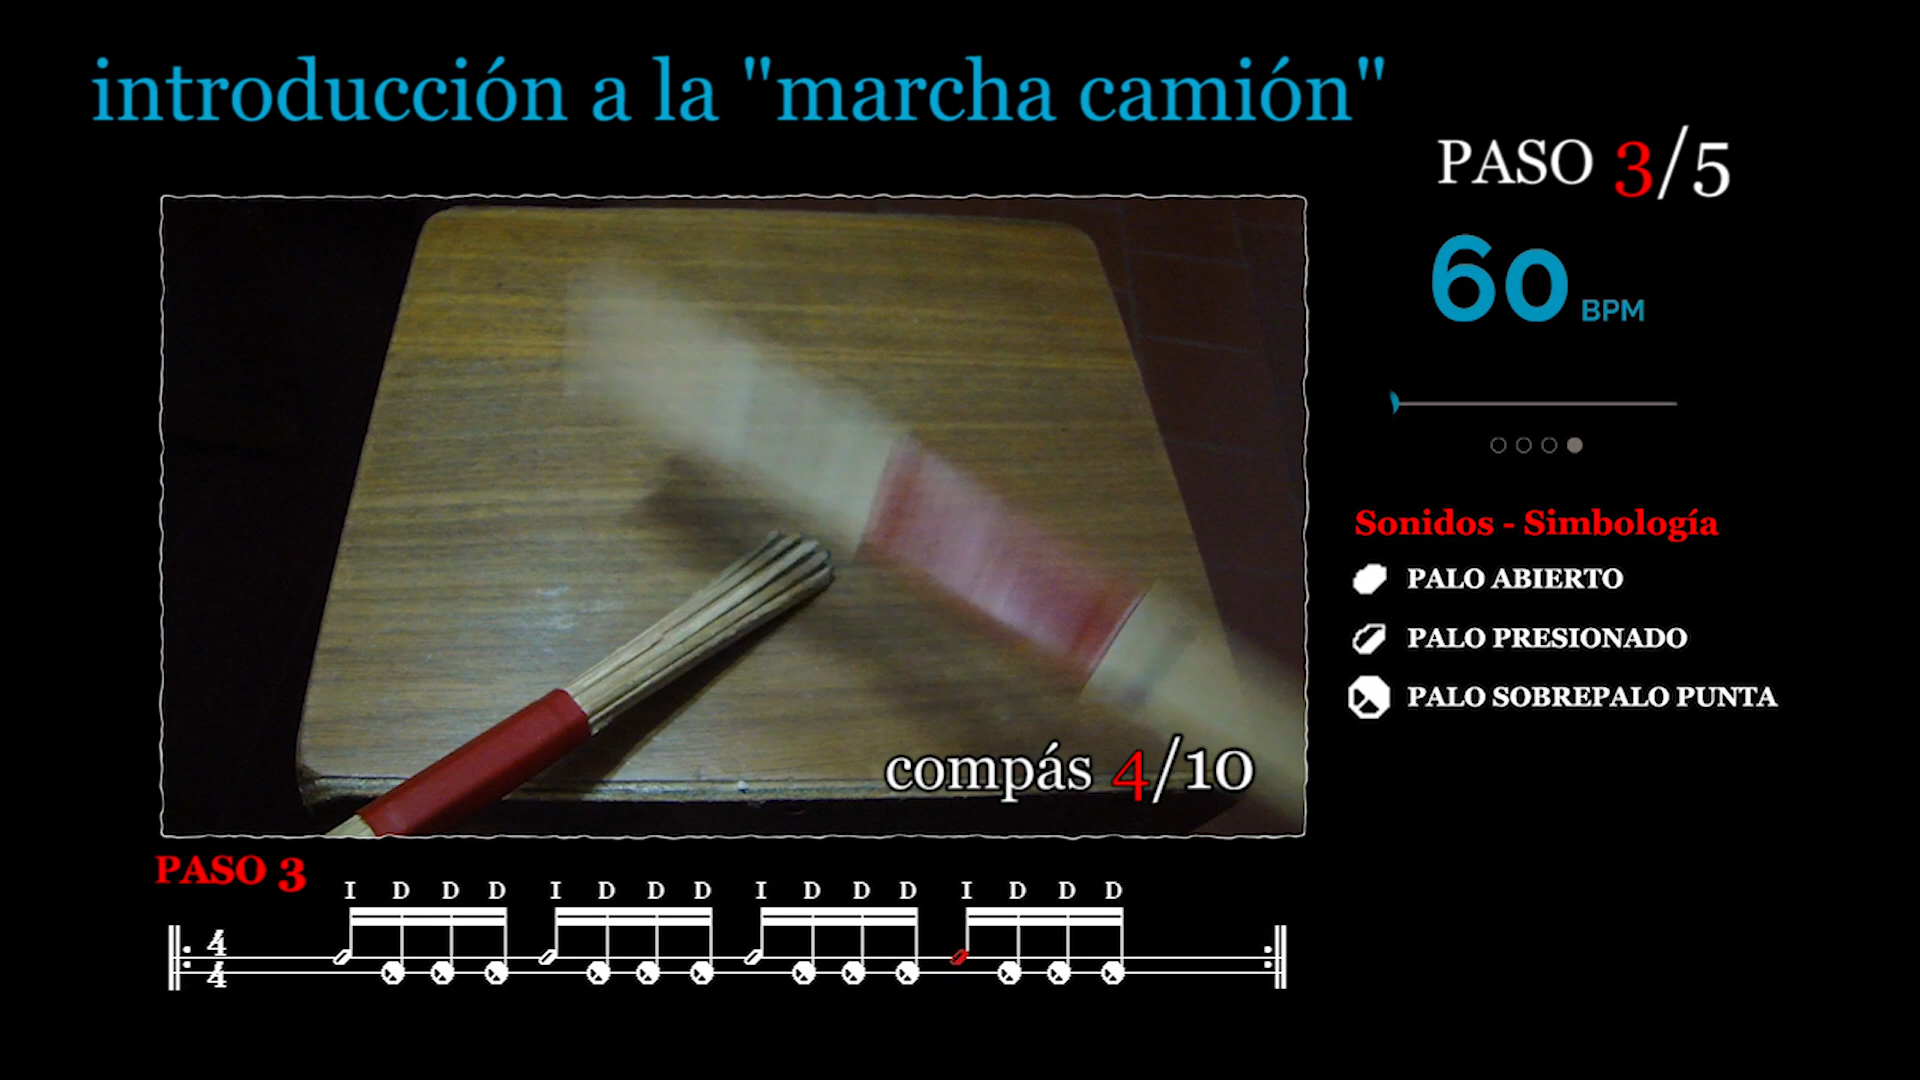 introducción a la "marcha camión"
PASO 3/5
60 BPM
Sonidos - Simbología
PALO ABIERTO
PALO PRESIONADO
PALO SOBREPALO PUNTA
compás 4/10
PASO 3
I D D D I D D D I D D D I D D D
4
4